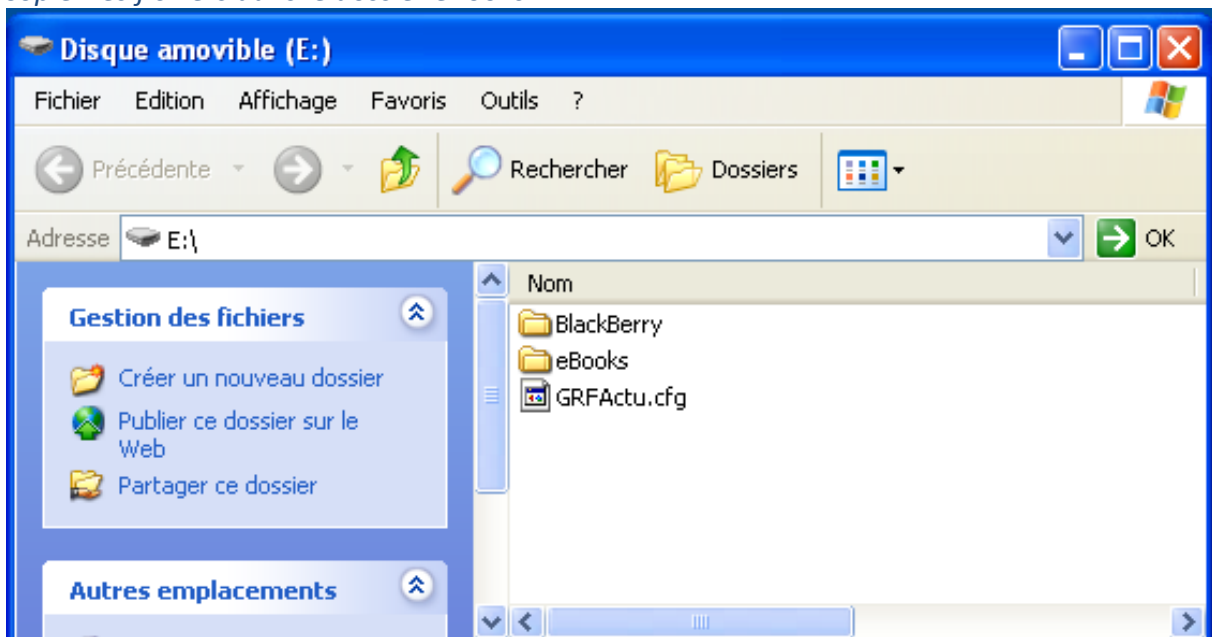 Disque amovible (E:)
Fichier Edition Affichage Favoris Outils ?
Précédente Rechercher Dossiers
Adresse E:\ OK
Gestion des fichiers
Créer un nouveau dossier
Publier ce dossier sur le
Web
Partager ce dossier
Autres emplacements
Nom
BlackBerry
eBooks
GRFActu.cfg